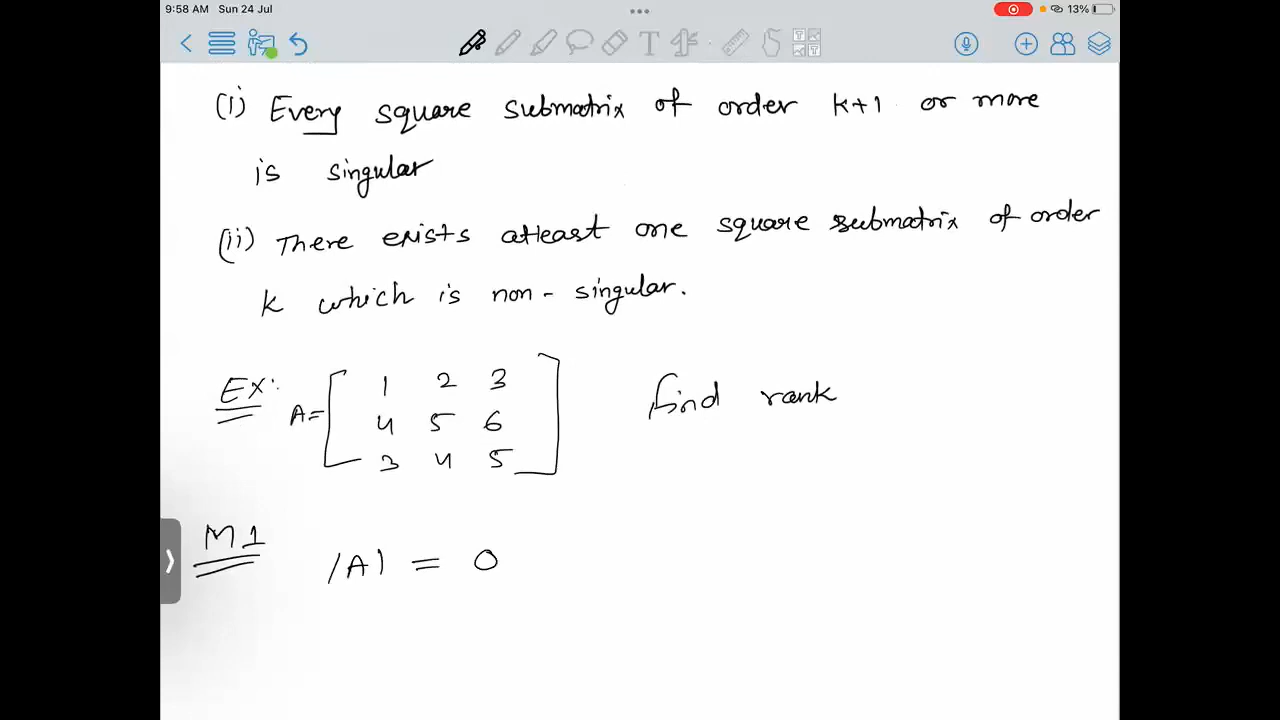 9:58 AM Sun 24 Jul
13%
(i) Every square submatrix of order k+1 or more
is singular
(ii) There exists atleast one square submatrix of order
k which is non-singular.
Ex: A= [ 1 2 3
4 5 6
3 4 5 ] find rank
M1 |A| = 0